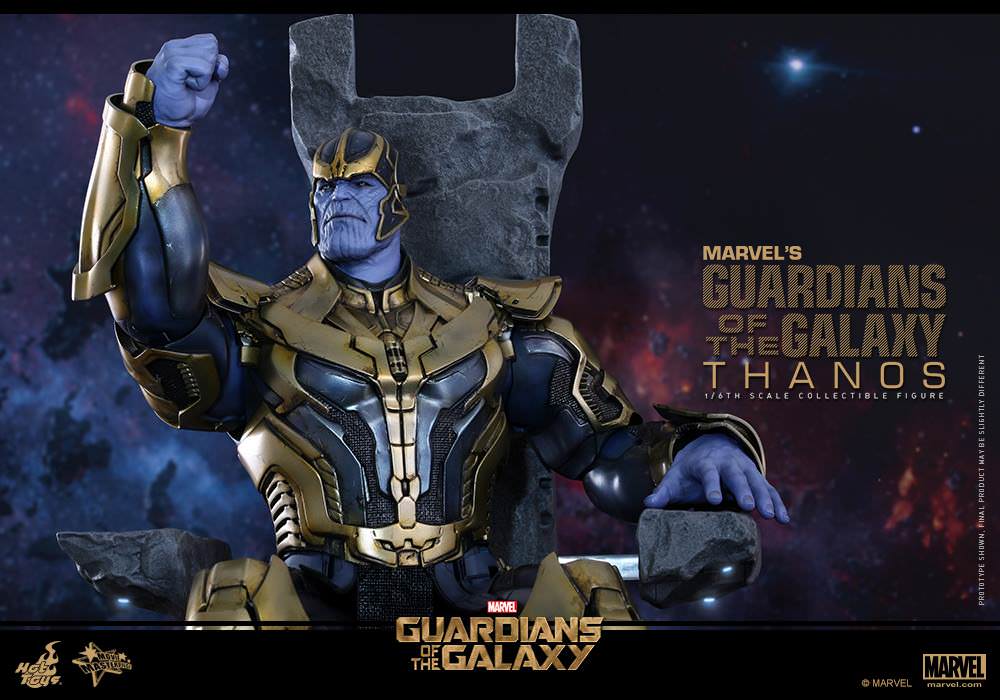 MARVEL'S
GUARDIANS
OF
THE GALAXY
THANOS
1/6TH SCALE COLLECTIBLE FIGURE
PROTOTYPE SHOWN, FINAL PRODUCT MAY BE SLIGHTLY DIFFERENT
MARVEL
GUARDIANS
OF
THE GALAXY
Hot
Toys.
Movie
Masterpiece
© MARVEL
MARVEL
marvel.com